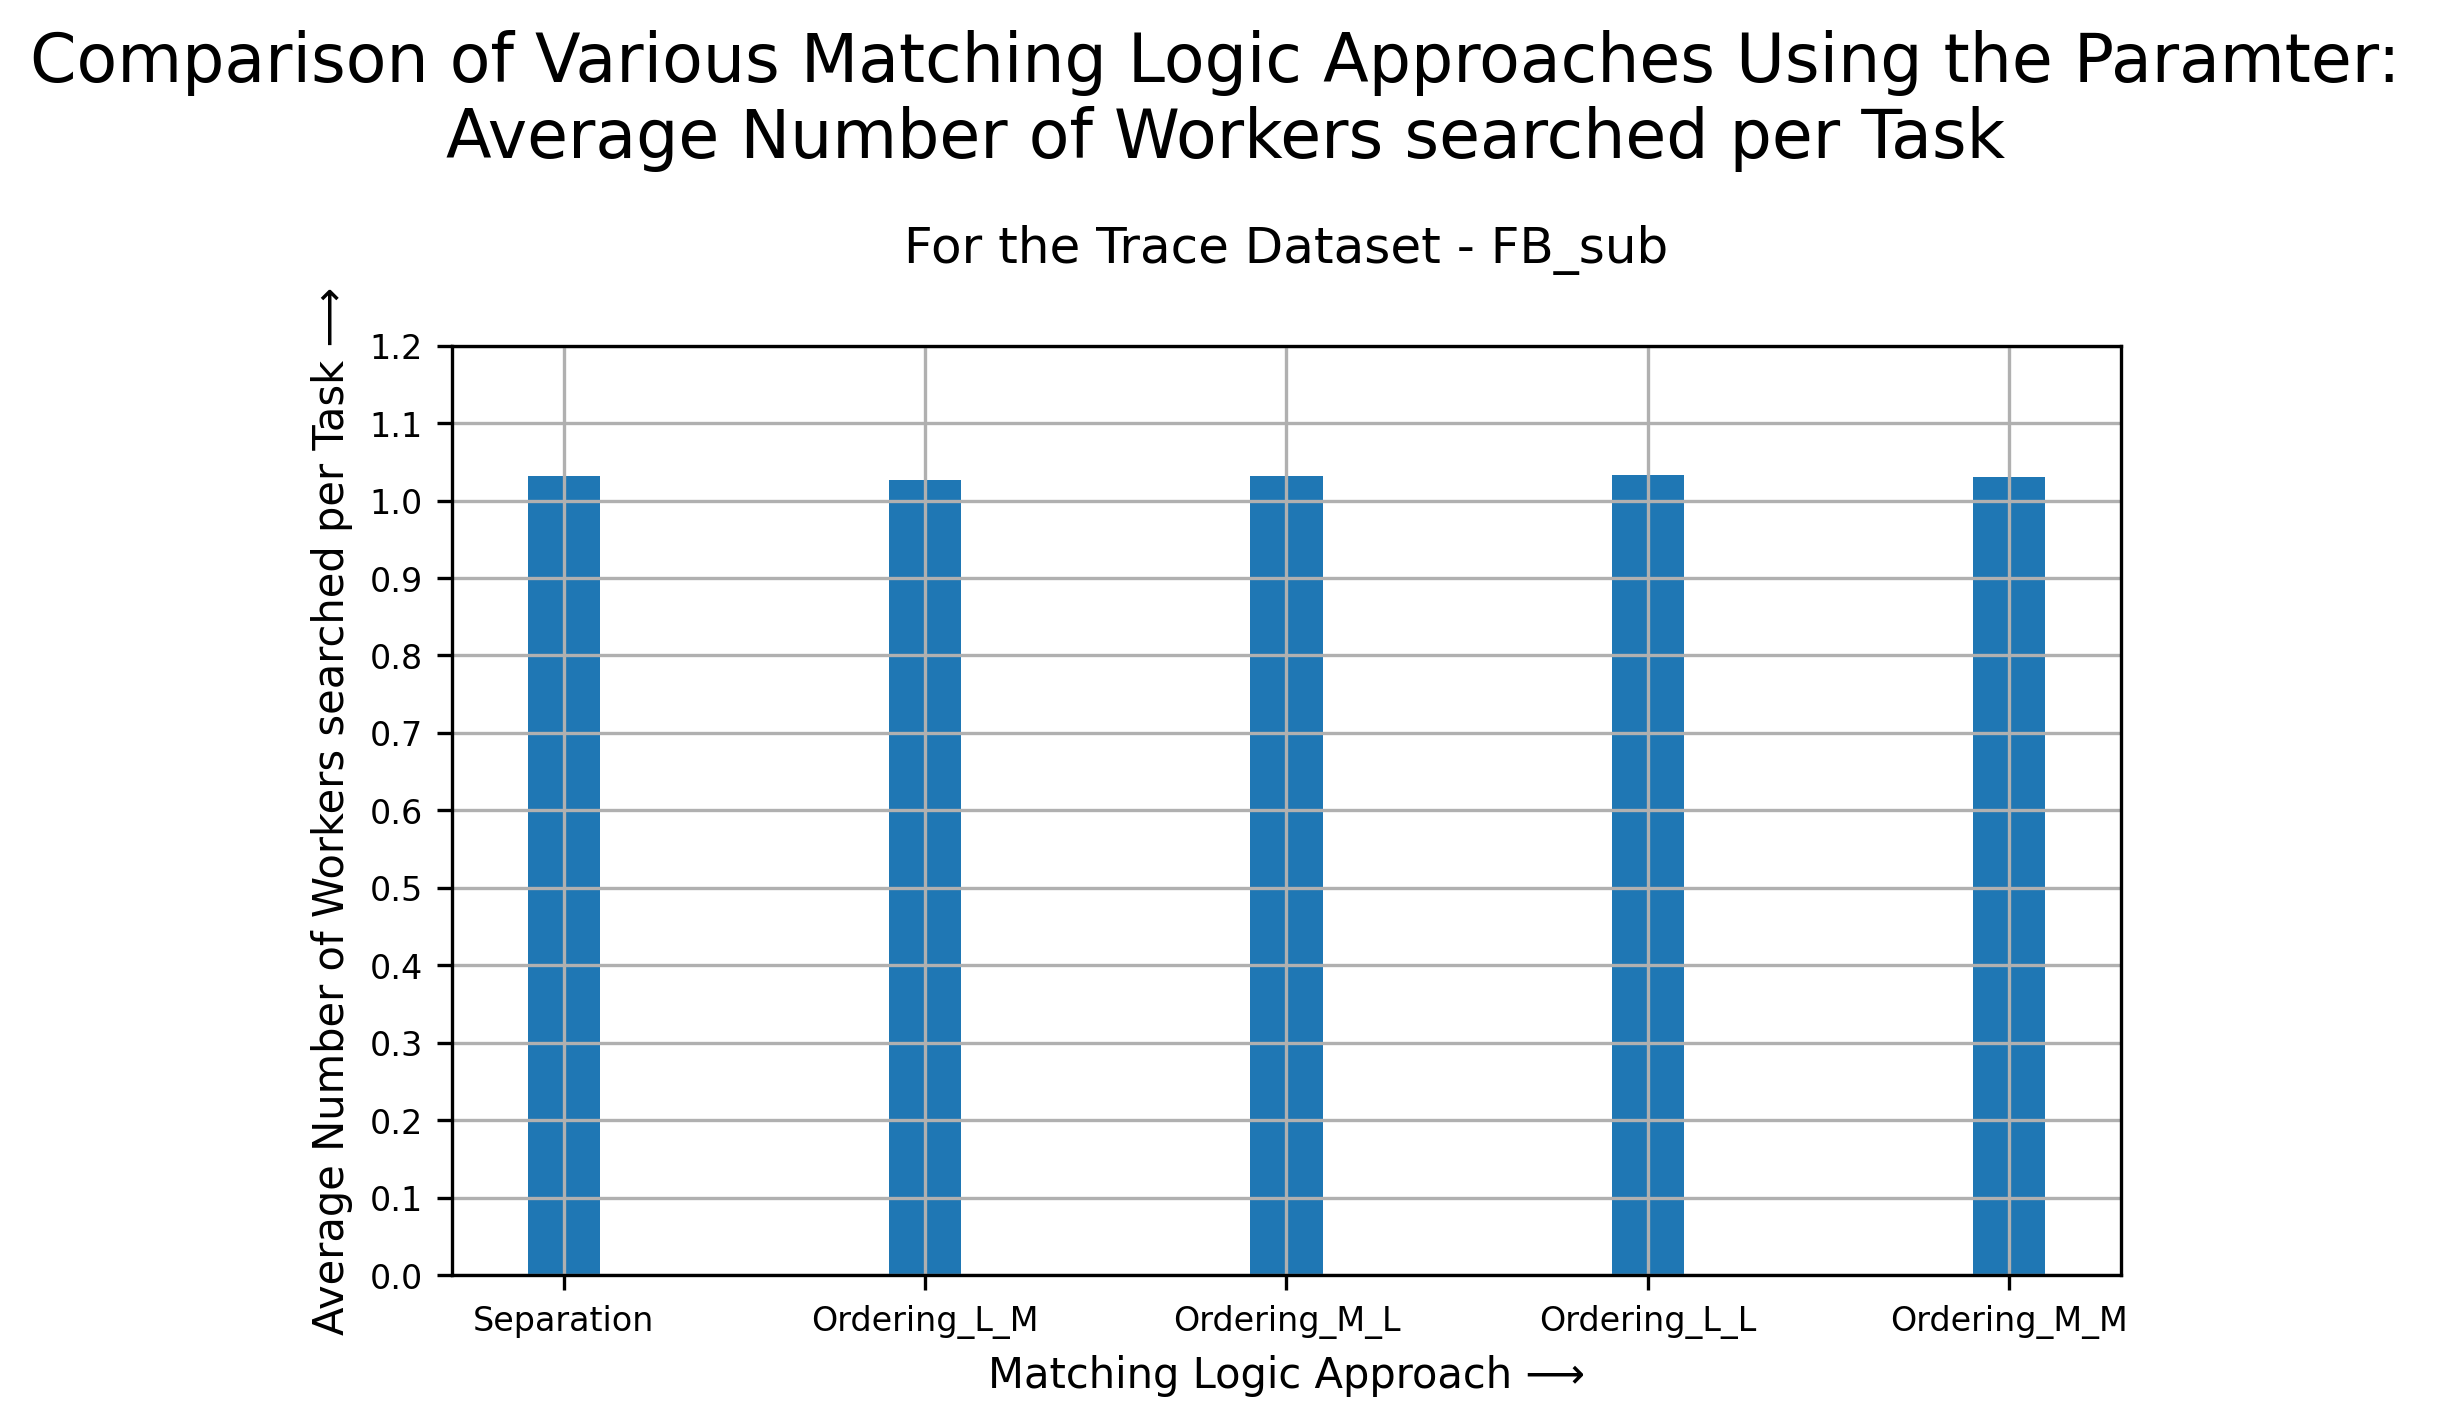 Comparison of Various Matching Logic Approaches Using the Paramter:
Average Number of Workers searched per Task
For the Trace Dataset - FB_sub
Average Number of Workers searched per Task ⟶
1.2
1.1
1.0
0.9
0.8
0.7
0.6
0.5
0.4
0.3
0.2
0.1
0.0
Separation Ordering_L_M Ordering_M_L Ordering_L_L Ordering_M_M
Matching Logic Approach ⟶